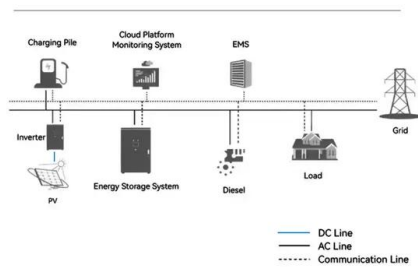 Charging Pile
Cloud Platform
Monitoring System
EMS
Grid
Inverter
PV
Energy Storage System
Diesel
Load
DC Line
AC Line
Communication Line